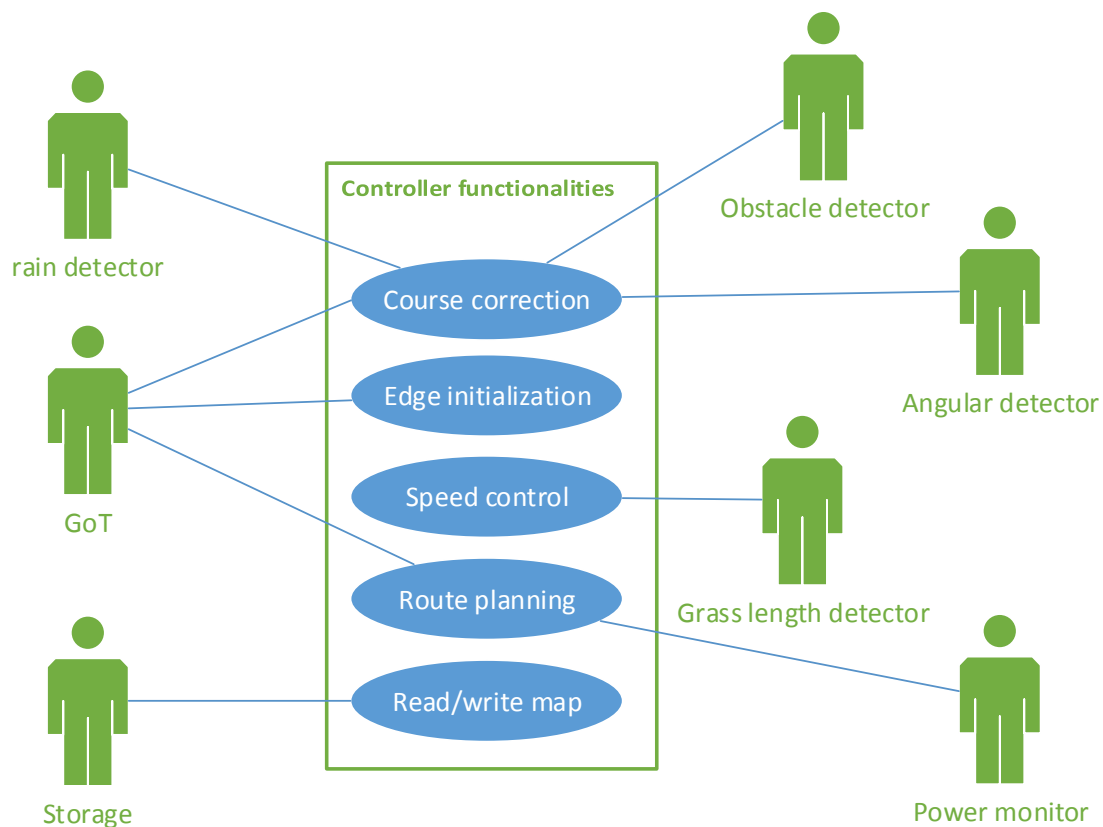 Controller functionalities
Obstacle detector
rain detector
Course correction
Edge initialization
Angular detector
GoT
Speed control
Route planning
Grass length detector
Read/write map
Storage
Power monitor